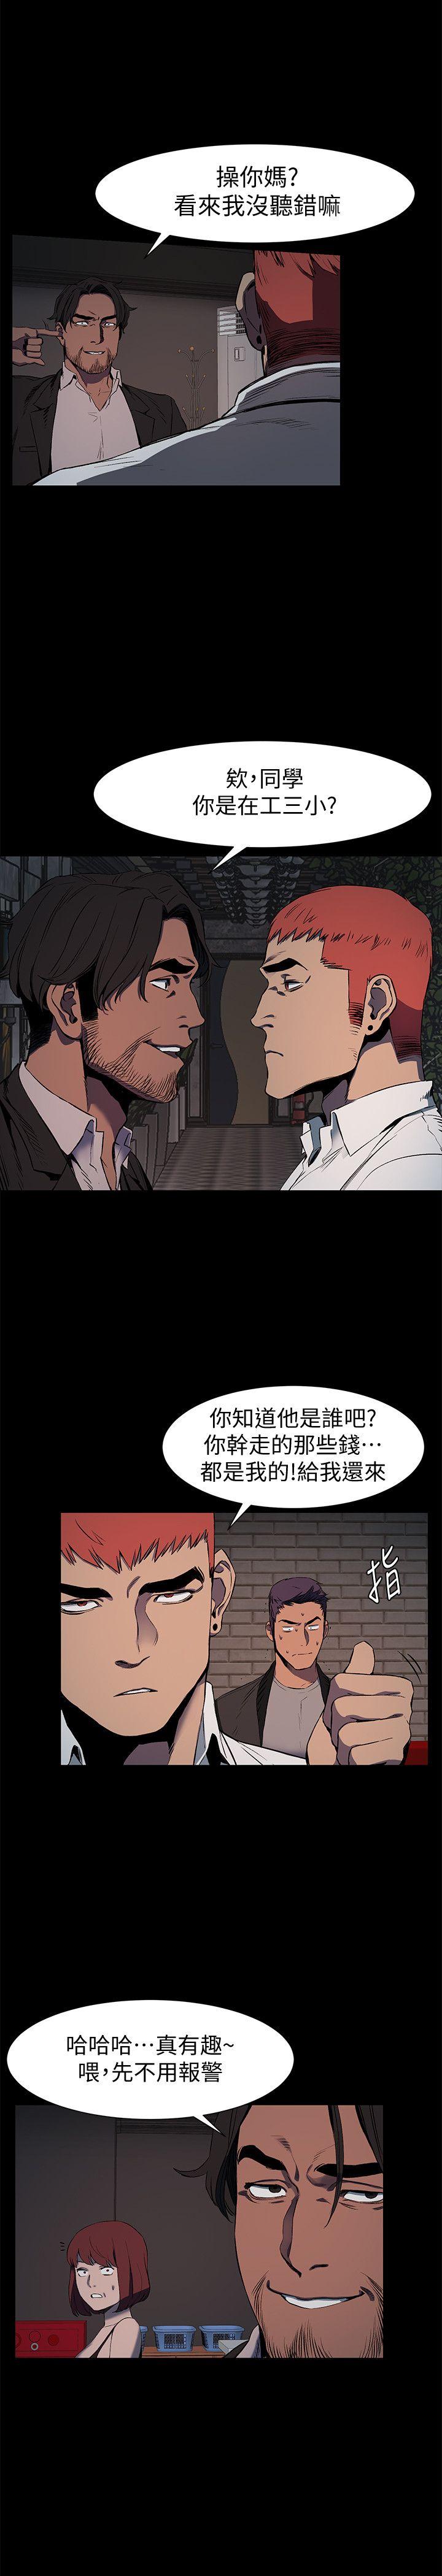 操你媽?
看來我沒聽錯嘛
欸,同學
你是在工三小?
你知道他是誰吧?
你幹走的那些錢…
都是我的!給我還來
指
哈哈哈…真有趣~
喂,先不用報警